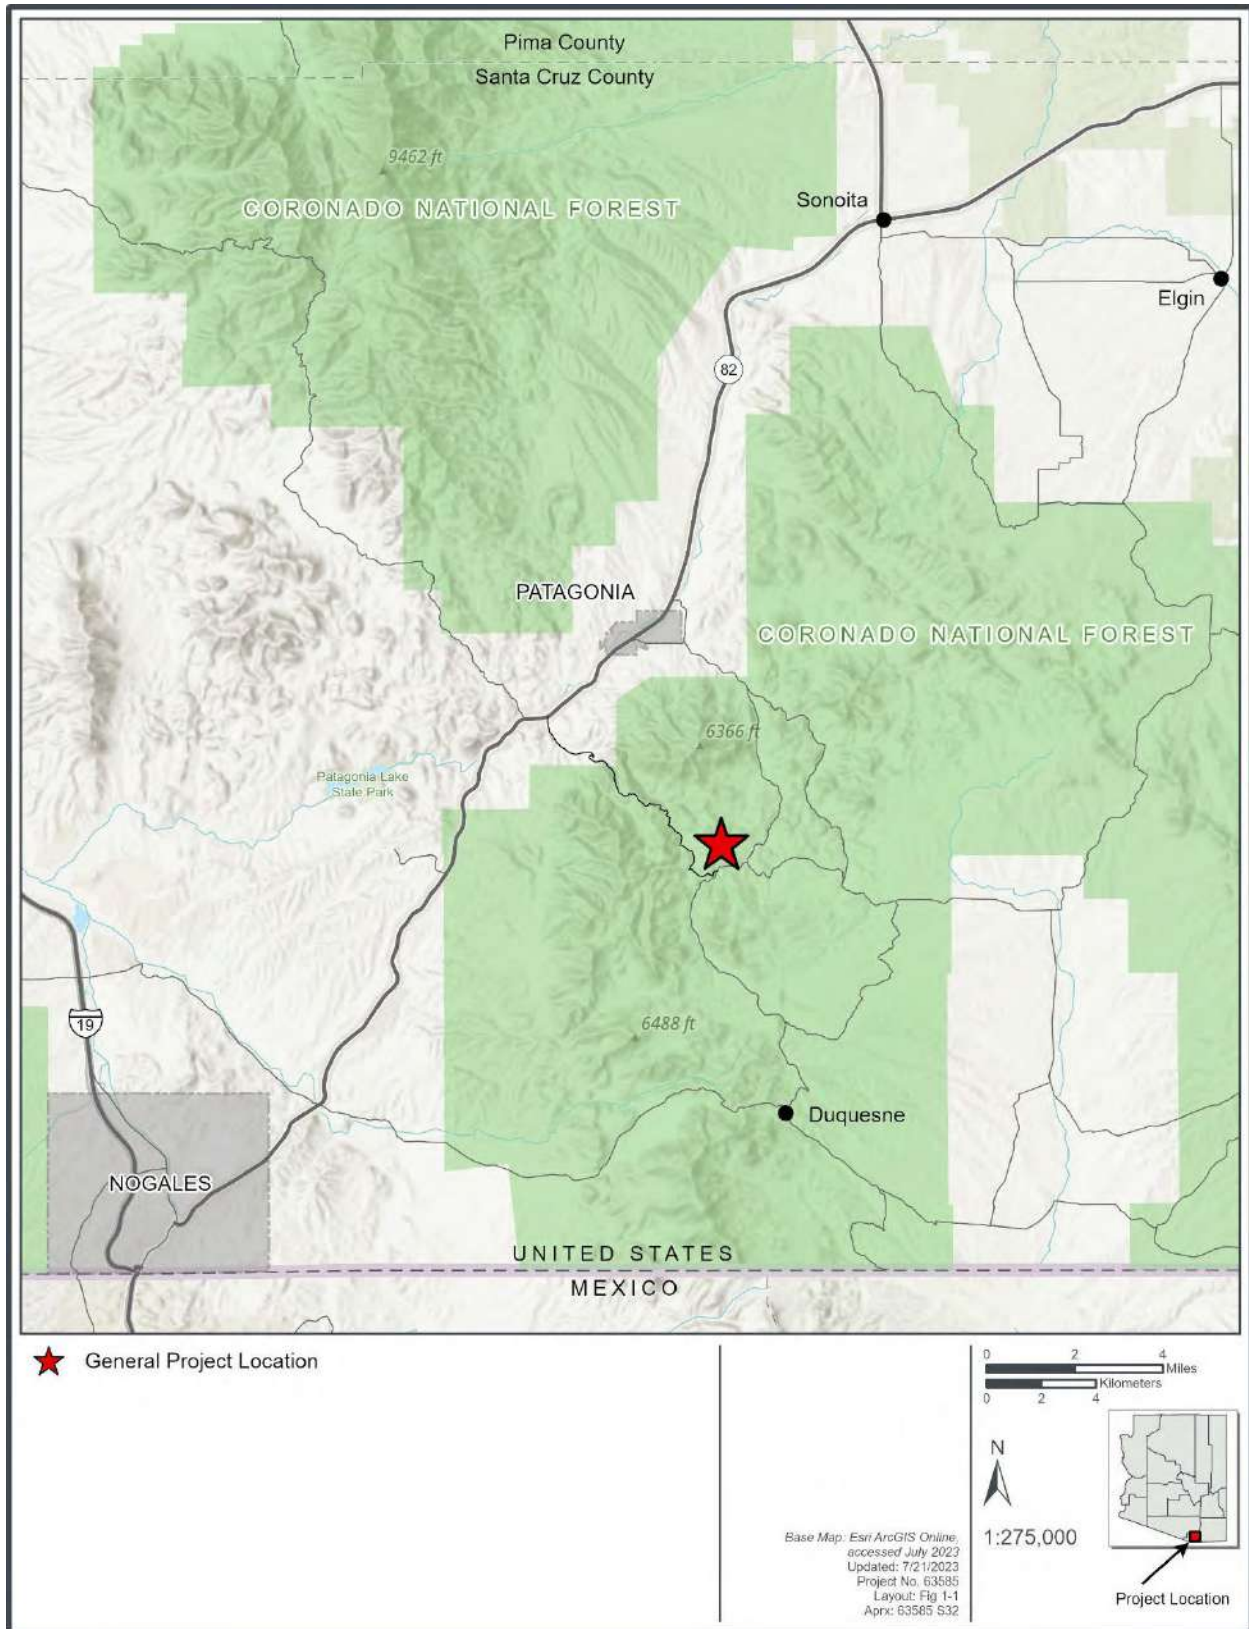 Pima County
Santa Cruz County
9462 ft
CORONADO NATIONAL FOREST
Sonoita
Elgin
82
PATAGONIA
CORONADO NATIONAL FOREST
6366 ft
Patagonia Lake
State Park
19
6488 ft
Duquesne
NOGALES
UNITED STATES
MEXICO
General Project Location
0 2 4
Miles
Kilometers
0 2 4
N
1:275,000
Base Map: Esri ArcGIS Online,
accessed July 2023
Updated: 7/21/2023
Project No. 63585
Layout: Fig 1-1
Aprx: 63585 S32
Project Location